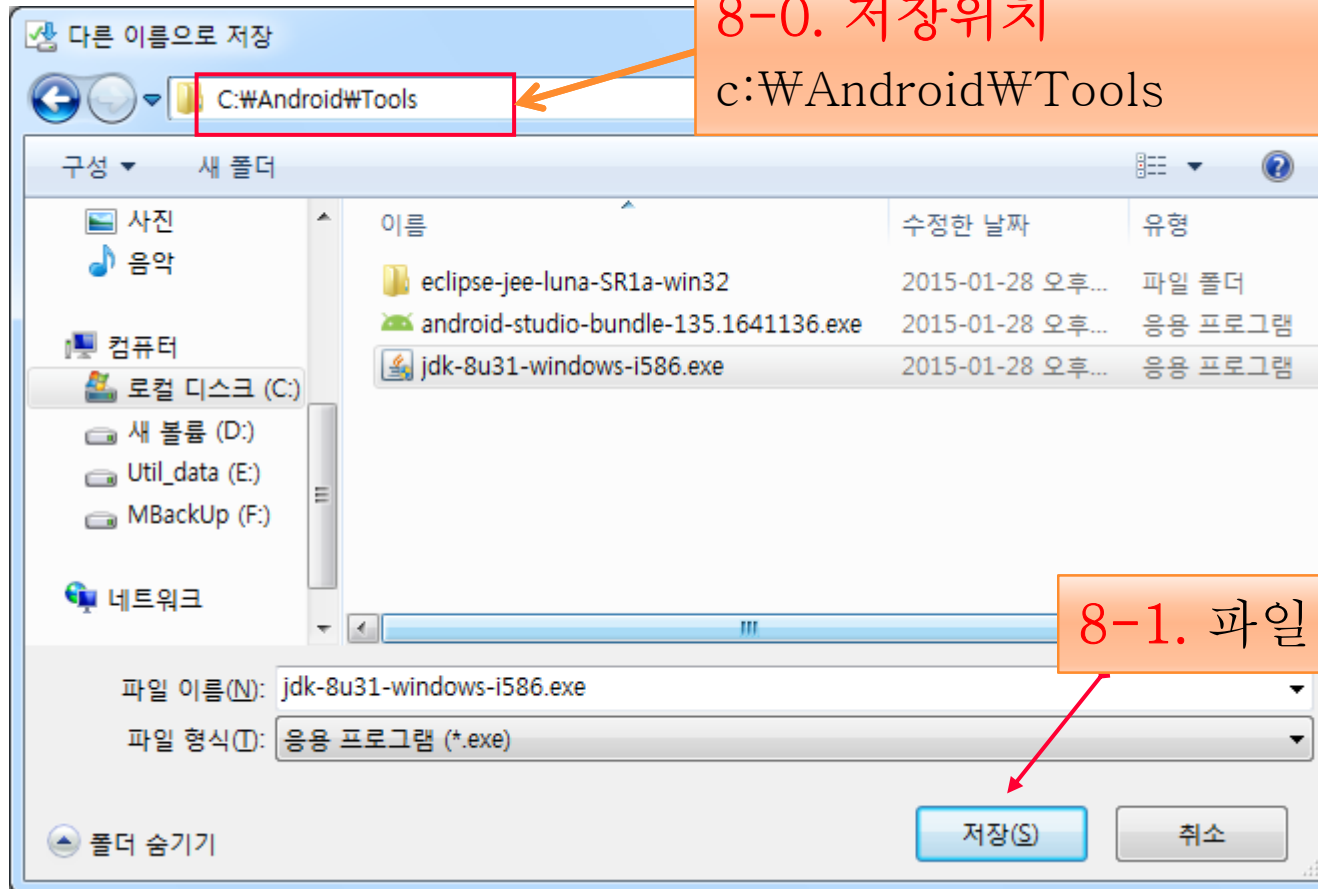 다른 이름으로 저장
8-0. 저장위치
c:₩Android₩Tools
C:₩Android₩Tools
구성 새 폴더
사진
음악
컴퓨터
로컬 디스크 (C:)
새 볼륨 (D:)
Util_data (E:)
MBackUp (F:)
네트워크
이름 수정한 날짜 유형
eclipse-jee-luna-SR1a-win32 2015-01-28 오후... 파일 폴더
android-studio-bundle-135.1641136.exe 2015-01-28 오후... 응용 프로그램
jdk-8u31-windows-i586.exe 2015-01-28 오후... 응용 프로그램
8-1. 파일
파일 이름(N): jdk-8u31-windows-i586.exe
파일 형식(T): 응용 프로그램 (*.exe)
폴더 숨기기
저장(S) 취소